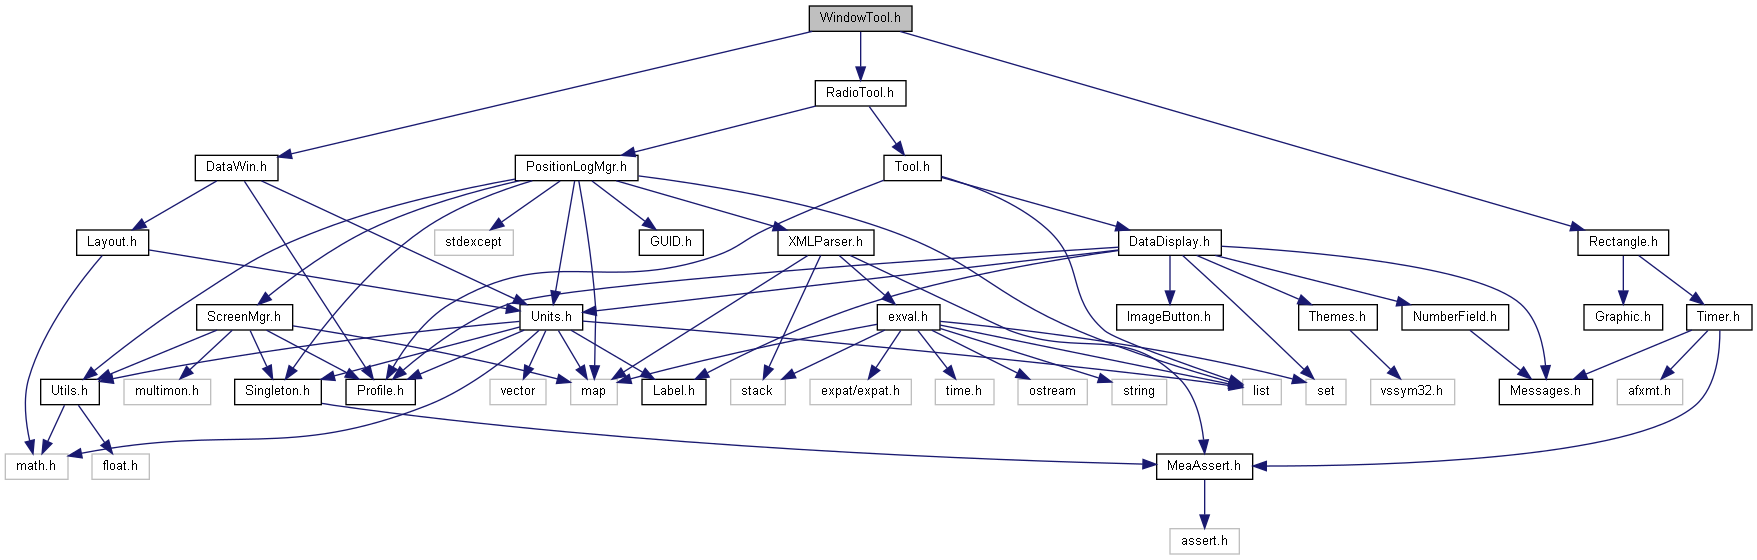 WindowTool.h
RadioTool.h
DataWin.h
PositionLogMgr.h
Tool.h
Layout.h
stdexcept
GUID.h
XMLParser.h
DataDisplay.h
Rectangle.h
ScreenMgr.h
Units.h
exval.h
ImageButton.h
Themes.h
NumberField.h
Graphic.h
Timer.h
Utils.h
multimon.h
Singleton.h
Profile.h
vector
map
Label.h
stack
expat/expat.h
time.h
ostream
string
list
set
vssym32.h
Messages.h
afxmt.h
math.h
float.h
MeaAssert.h
assert.h